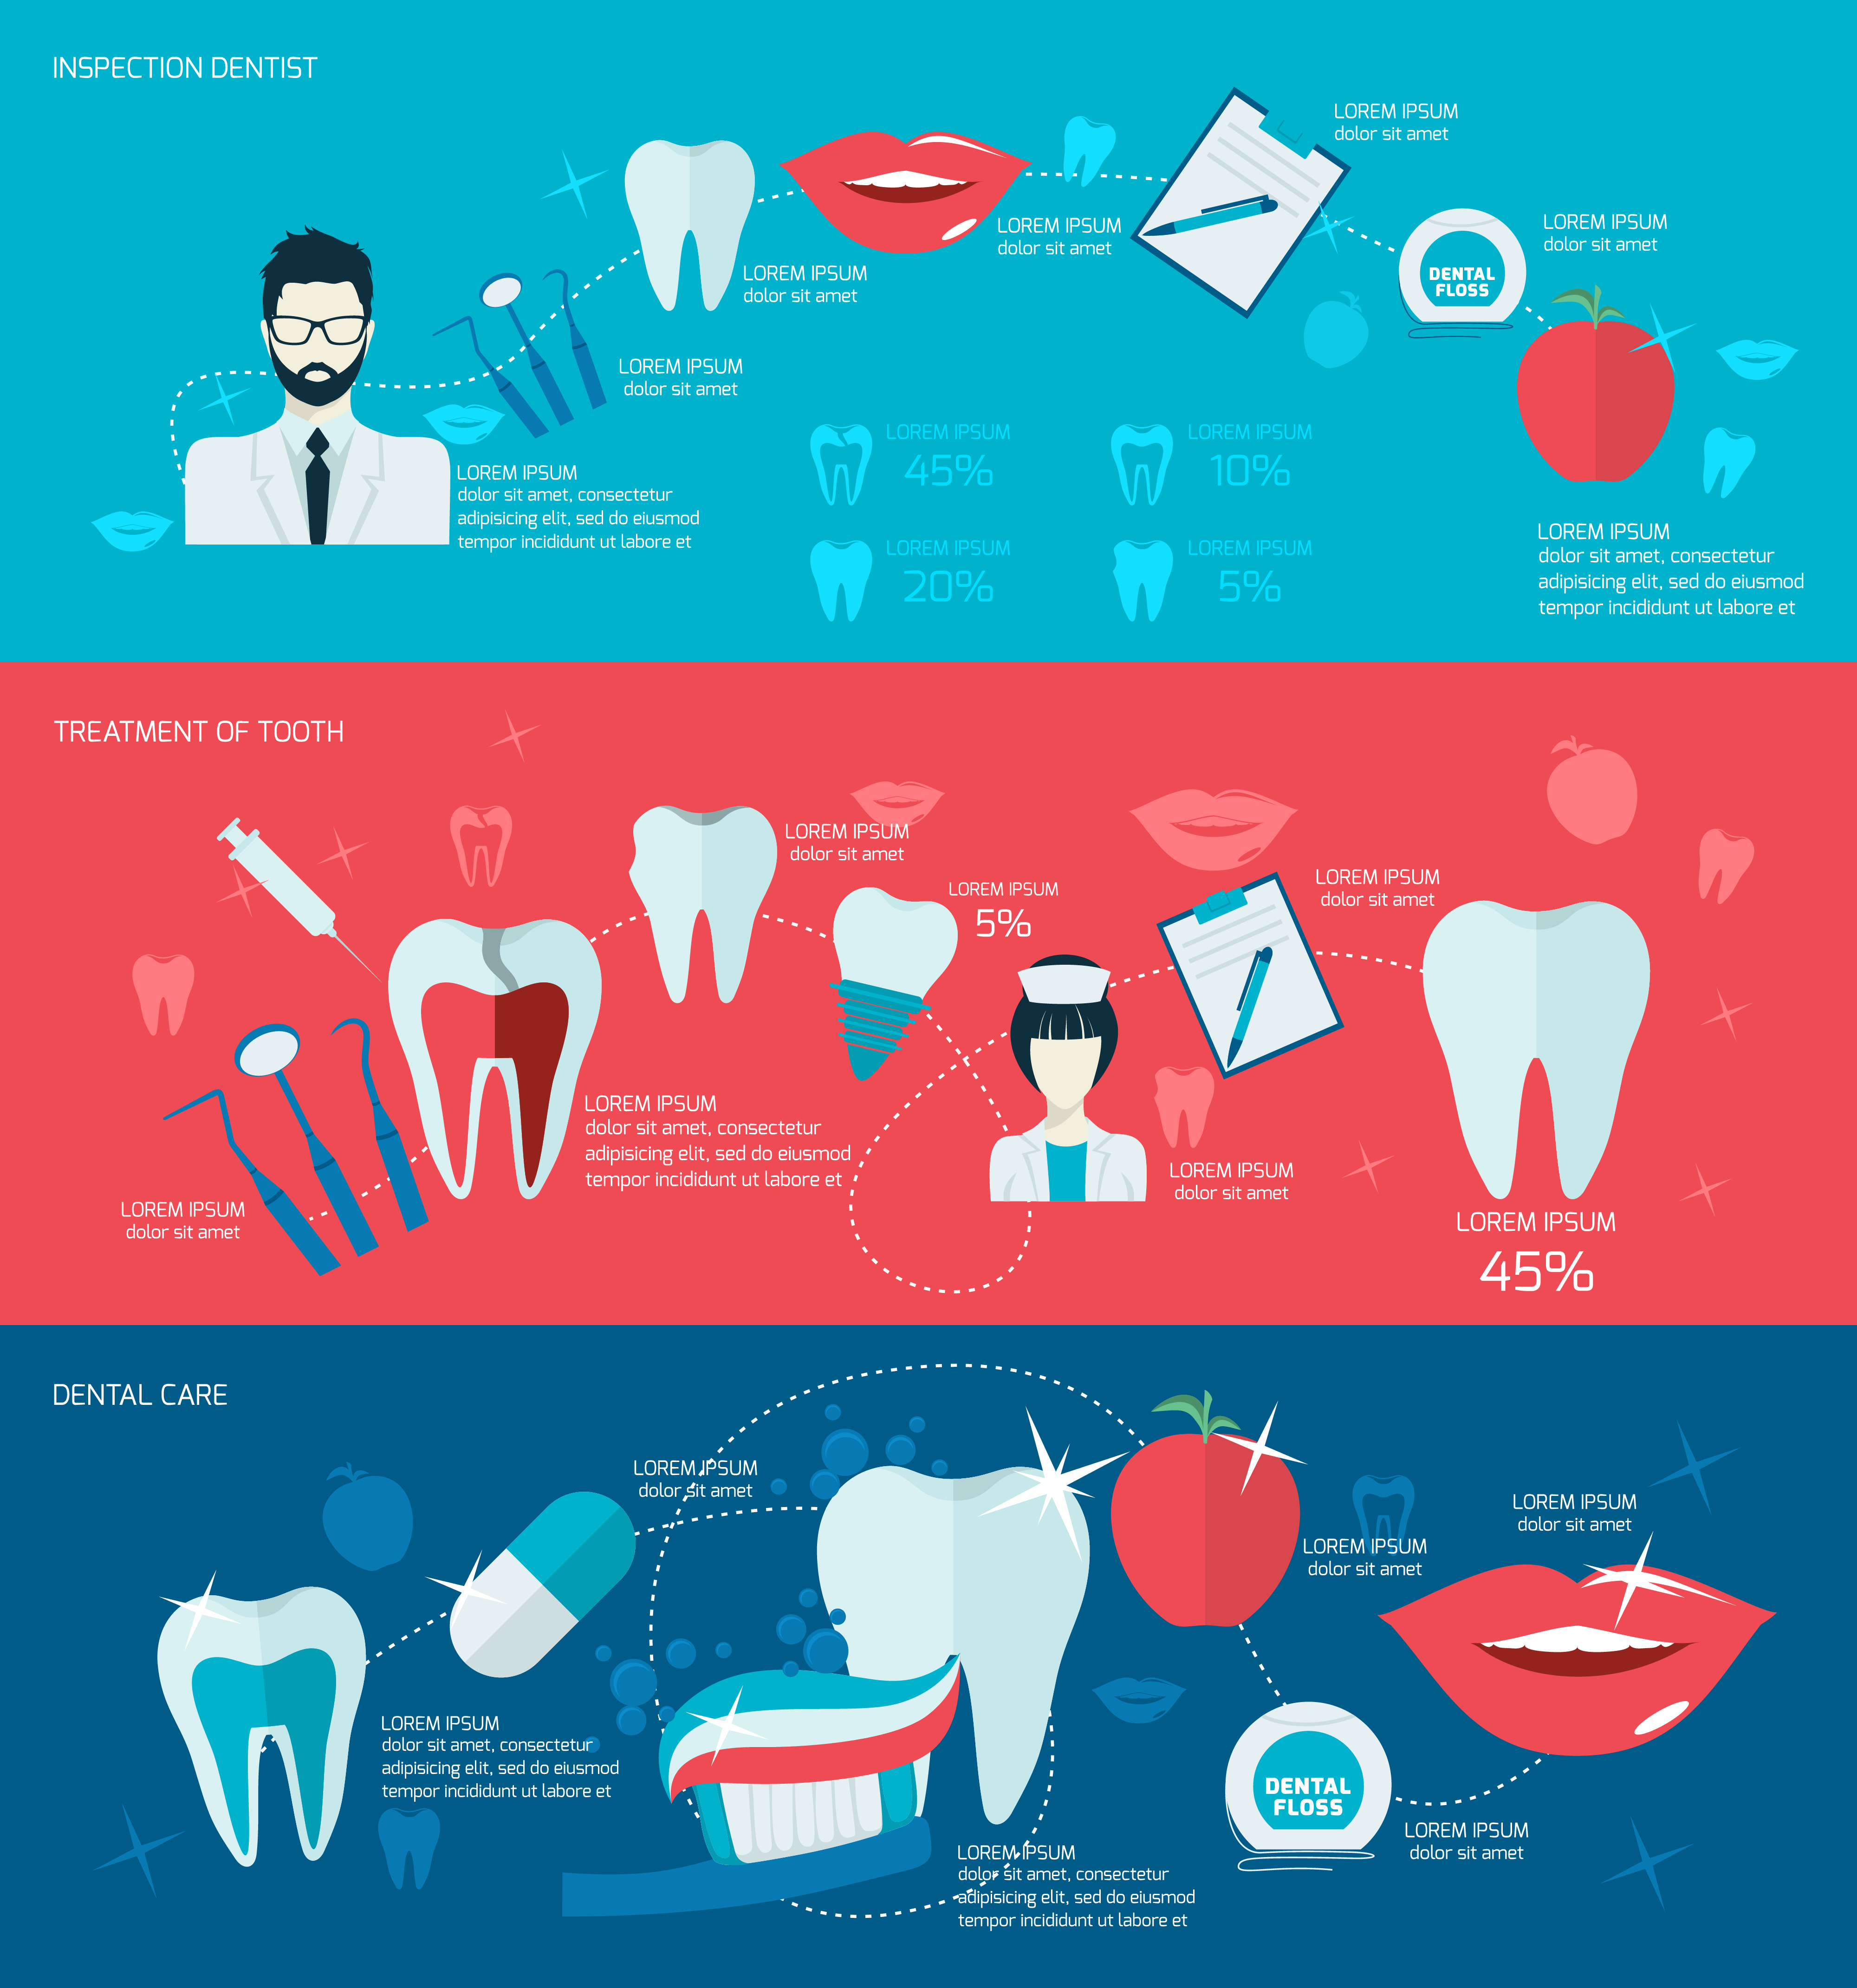 INSPECTION DENTIST
LOREM IPSUM
dolor sit amet
LOREM IPSUM
dolor sit amet
DENTAL
FLOSS
LOREM IPSUM
dolor sit amet
LOREM IPSUM
dolor sit amet
LOREM IPSUM
dolor sit amet
LOREM IPSUM
dolor sit amet, consectetur
adipisicing elit, sed do eiusmod
tempor incididunt ut labore et
LOREM IPSUM
45%
LOREM IPSUM
10%
LOREM IPSUM
20%
LOREM IPSUM
5%
LOREM IPSUM
dolor sit amet, consectetur
adipisicing elit, sed do eiusmod
tempor incididunt ut labore et
TREATMENT OF TOOTH
LOREM IPSUM
dolor sit amet
LOREM IPSUM
5%
LOREM IPSUM
dolor sit amet
LOREM IPSUM
dolor sit amet, consectetur
adipisicing elit, sed do eiusmod
tempor incididunt ut labore et
LOREM IPSUM
dolor sit amet
LOREM IPSUM
dolor sit amet
LOREM IPSUM
45%
DENTAL CARE
LOREM IPSUM
dolor sit amet
LOREM IPSUM
dolor sit amet
LOREM IPSUM
dolor sit amet
LOREM IPSUM
dolor sit amet, consectetur
adipisicing elit, sed do eiusmod
tempor incididunt ut labore et
DENTAL
FLOSS
LOREM IPSUM
dolor sit amet
LOREM IPSUM
dolor sit amet, consectetur
adipisicing elit, sed do eiusmod
tempor incididunt ut labore et